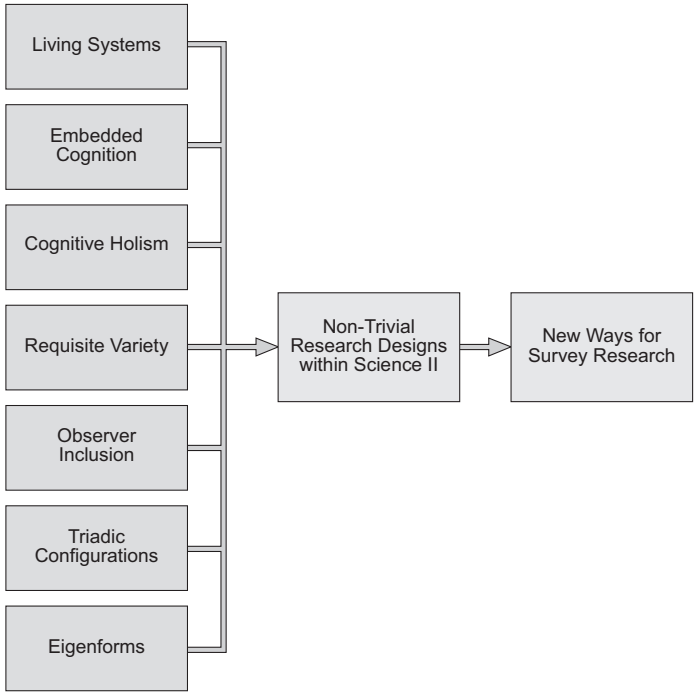 Living Systems
Embedded
Cognition
Cognitive Holism
Requisite Variety
Observer
Inclusion
Triadic
Configurations
Eigenforms
Non-Trivial
Research Designs
within Science II
New Ways for
Survey Research